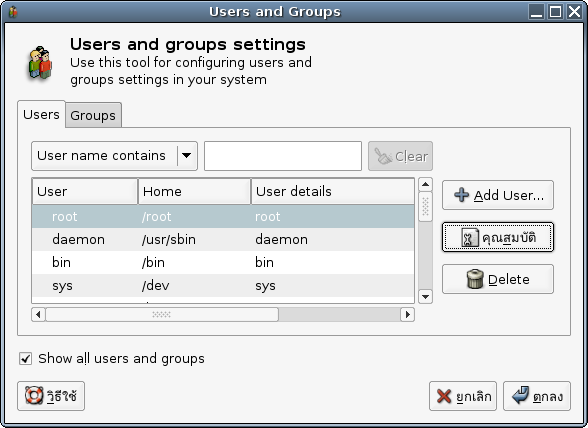 Users and Groups
Users and groups settings
Use this tool for configuring users and
groups settings in your system
Users Groups
User name contains Clear
User Home User details
root /root root
daemon /usr/sbin daemon
bin /bin bin
sys /dev sys
Add User...
คุณสมบัติ
Delete
Show all users and groups
วิธีใช้ ยกเลิก ตกลง